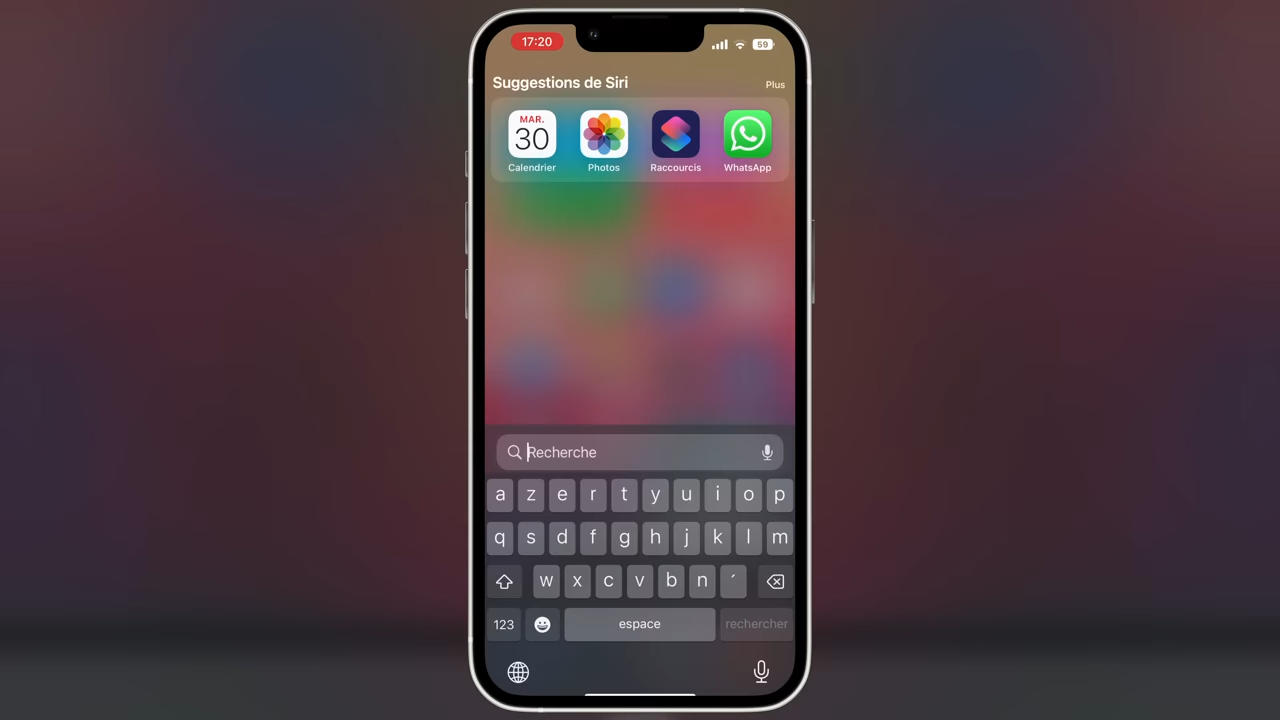 17:20
59
Suggestions de Siri
Plus
MAR.
30
Calendrier
Photos
Raccourcis
WhatsApp
Recherche
a z e r t y u i o p
q s d f g h j k l m
w x c v b n ´
123
espace
rechercher